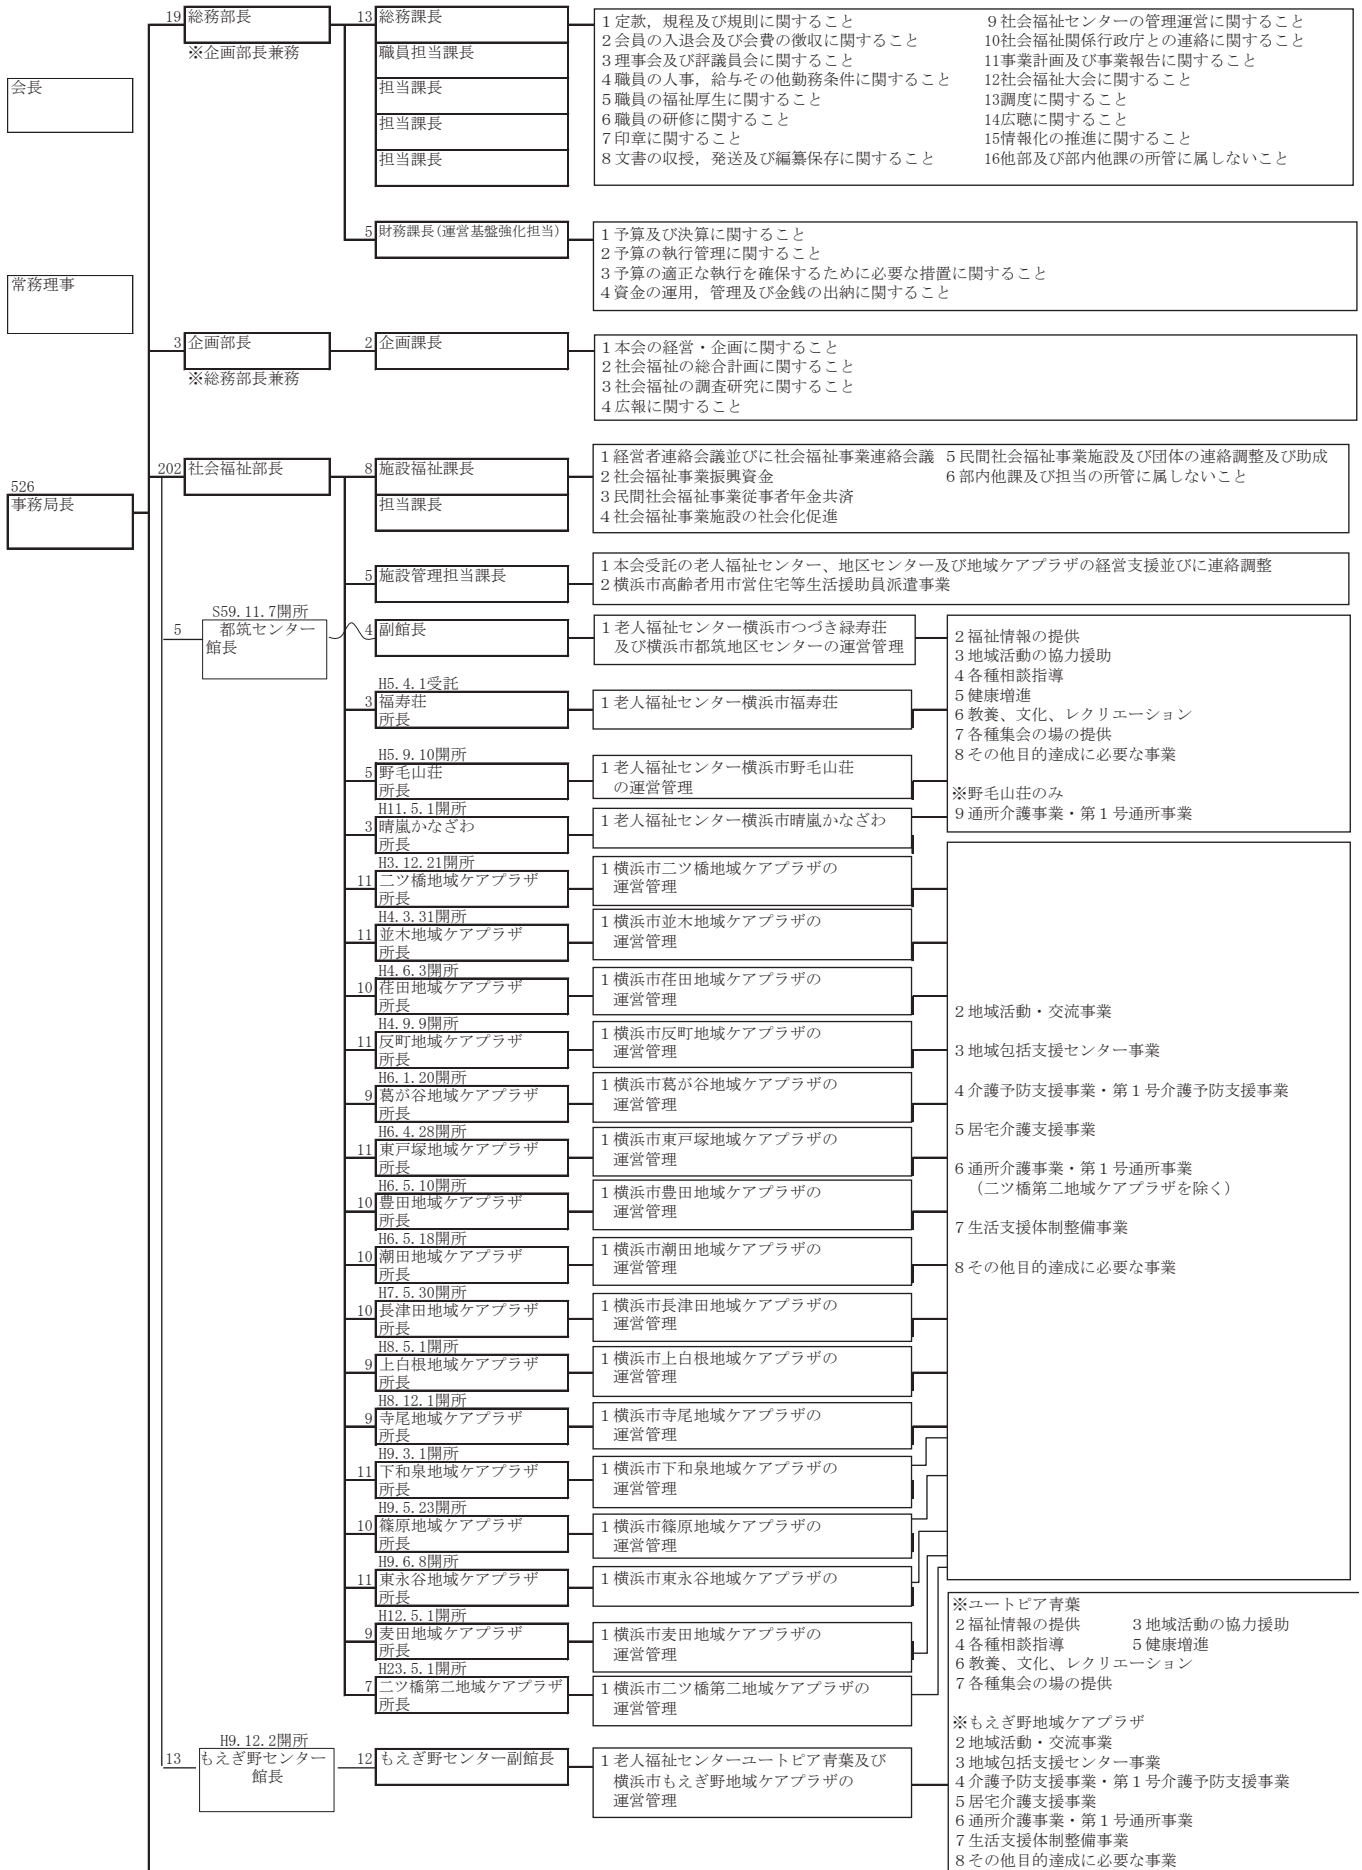 会長
常務理事
526
事務局長
19
総務部長
※企画部長兼務
13
総務課長
職員担当課長
担当課長
担当課長
担当課長
1定款，規程及び規則に関すること
2会員の入退会及び会費の徴収に関すること
3理事会及び評議員会に関すること
4職員の人事，給与その他勤務条件に関すること
5職員の福祉厚生に関すること
6職員の研修に関すること
7印章に関すること
8文書の収授，発送及び編纂保存に関すること
9社会福祉センターの管理運営に関すること
10社会福祉関係行政庁との連絡に関すること
11事業計画及び事業報告に関すること
12社会福祉大会に関すること
13調度に関すること
14広聴に関すること
15情報化の推進に関すること
16他部及び部内他課の所管に属しないこと
5
財務課長(運営基盤強化担当)
1予算及び決算に関すること
2予算の執行管理に関すること
3予算の適正な執行を確保するために必要な措置に関すること
4資金の運用，管理及び金銭の出納に関すること
3
企画部長
※総務部長兼務
2
企画課長
1本会の経営・企画に関すること
2社会福祉の総合計画に関すること
3社会福祉の調査研究に関すること
4広報に関すること
202
社会福祉部長
8
施設福祉課長
担当課長
1経営者連絡会議並びに社会福祉事業連絡会議
2社会福祉事業振興資金
3民間社会福祉事業従事者年金共済
4社会福祉事業施設の社会化促進
5民間社会福祉事業施設及び団体の連絡調整及び助成
6部内他課及び担当の所管に属しないこと
5
施設管理担当課長
1本会受託の老人福祉センター、地区センター及び地域ケアプラザの経営支援並びに連絡調整
2横浜市高齢者用市営住宅等生活援助員派遣事業
S59.11.7開所
5
都筑センター
館長
4
副館長
1老人福祉センター横浜市つづき緑寿荘
及び横浜市都筑地区センターの運営管理
H5.4.1受託
3
福寿荘
所長
1老人福祉センター横浜市福寿荘
H5.9.10開所
5
野毛山荘
所長
1老人福祉センター横浜市野毛山荘
の運営管理
H11.5.1開所
3
晴嵐かなざわ
所長
1老人福祉センター横浜市晴嵐かなざわ
2福祉情報の提供
3地域活動の協力援助
4各種相談指導
5健康増進
6教養、文化、レクリエーション
7各種集会の場の提供
8その他目的達成に必要な事業
※野毛山荘のみ
9通所介護事業・第1号通所事業
H3.12.21開所
11
二ツ橋地域ケアプラザ
所長
1横浜市二ツ橋地域ケアプラザの
運営管理
H4.3.31開所
11
並木地域ケアプラザ
所長
1横浜市並木地域ケアプラザの
運営管理
H4.6.3開所
10
荏田地域ケアプラザ
所長
1横浜市荏田地域ケアプラザの
運営管理
H4.9.9開所
11
反町地域ケアプラザ
所長
1横浜市反町地域ケアプラザの
運営管理
H6.1.20開所
9
葛が谷地域ケアプラザ
所長
1横浜市葛が谷地域ケアプラザの
運営管理
H6.4.28開所
11
東戸塚地域ケアプラザ
所長
1横浜市東戸塚地域ケアプラザの
運営管理
H6.5.10開所
10
豊田地域ケアプラザ
所長
1横浜市豊田地域ケアプラザの
運営管理
H6.5.18開所
10
潮田地域ケアプラザ
所長
1横浜市潮田地域ケアプラザの
運営管理
H7.5.30開所
10
長津田地域ケアプラザ
所長
1横浜市長津田地域ケアプラザの
運営管理
H8.5.1開所
9
上白根地域ケアプラザ
所長
1横浜市上白根地域ケアプラザの
運営管理
H8.12.1開所
9
寺尾地域ケアプラザ
所長
1横浜市寺尾地域ケアプラザの
運営管理
H9.3.1開所
11
下和泉地域ケアプラザ
所長
1横浜市下和泉地域ケアプラザの
運営管理
H9.5.23開所
10
篠原地域ケアプラザ
所長
1横浜市篠原地域ケアプラザの
運営管理
H9.6.8開所
11
東永谷地域ケアプラザ
所長
1横浜市東永谷地域ケアプラザの
H12.5.1開所
9
麦田地域ケアプラザ
所長
1横浜市麦田地域ケアプラザの
運営管理
H23.5.1開所
7
二ツ橋第二地域ケアプラザ
所長
1横浜市二ツ橋第二地域ケアプラザの
運営管理
2地域活動・交流事業
3地域包括支援センター事業
4介護予防支援事業・第1号介護予防支援事業
5居宅介護支援事業
6通所介護事業・第1号通所事業
（二ツ橋第二地域ケアプラザを除く）
7生活支援体制整備事業
8その他目的達成に必要な事業
H9.12.2開所
13
もえぎ野センター
館長
12
もえぎ野センター副館長
1老人福祉センターユートピア青葉及び
横浜市もえぎ野地域ケアプラザの
運営管理
※ユートピア青葉
2福祉情報の提供 3地域活動の協力援助
4各種相談指導 5健康増進
6教養、文化、レクリエーション
7各種集会の場の提供
※もえぎ野地域ケアプラザ
2地域活動・交流事業
3地域包括支援センター事業
4介護予防支援事業・第1号介護予防支援事業
5居宅介護支援事業
6通所介護事業・第1号通所事業
7生活支援体制整備事業
8その他目的達成に必要な事業